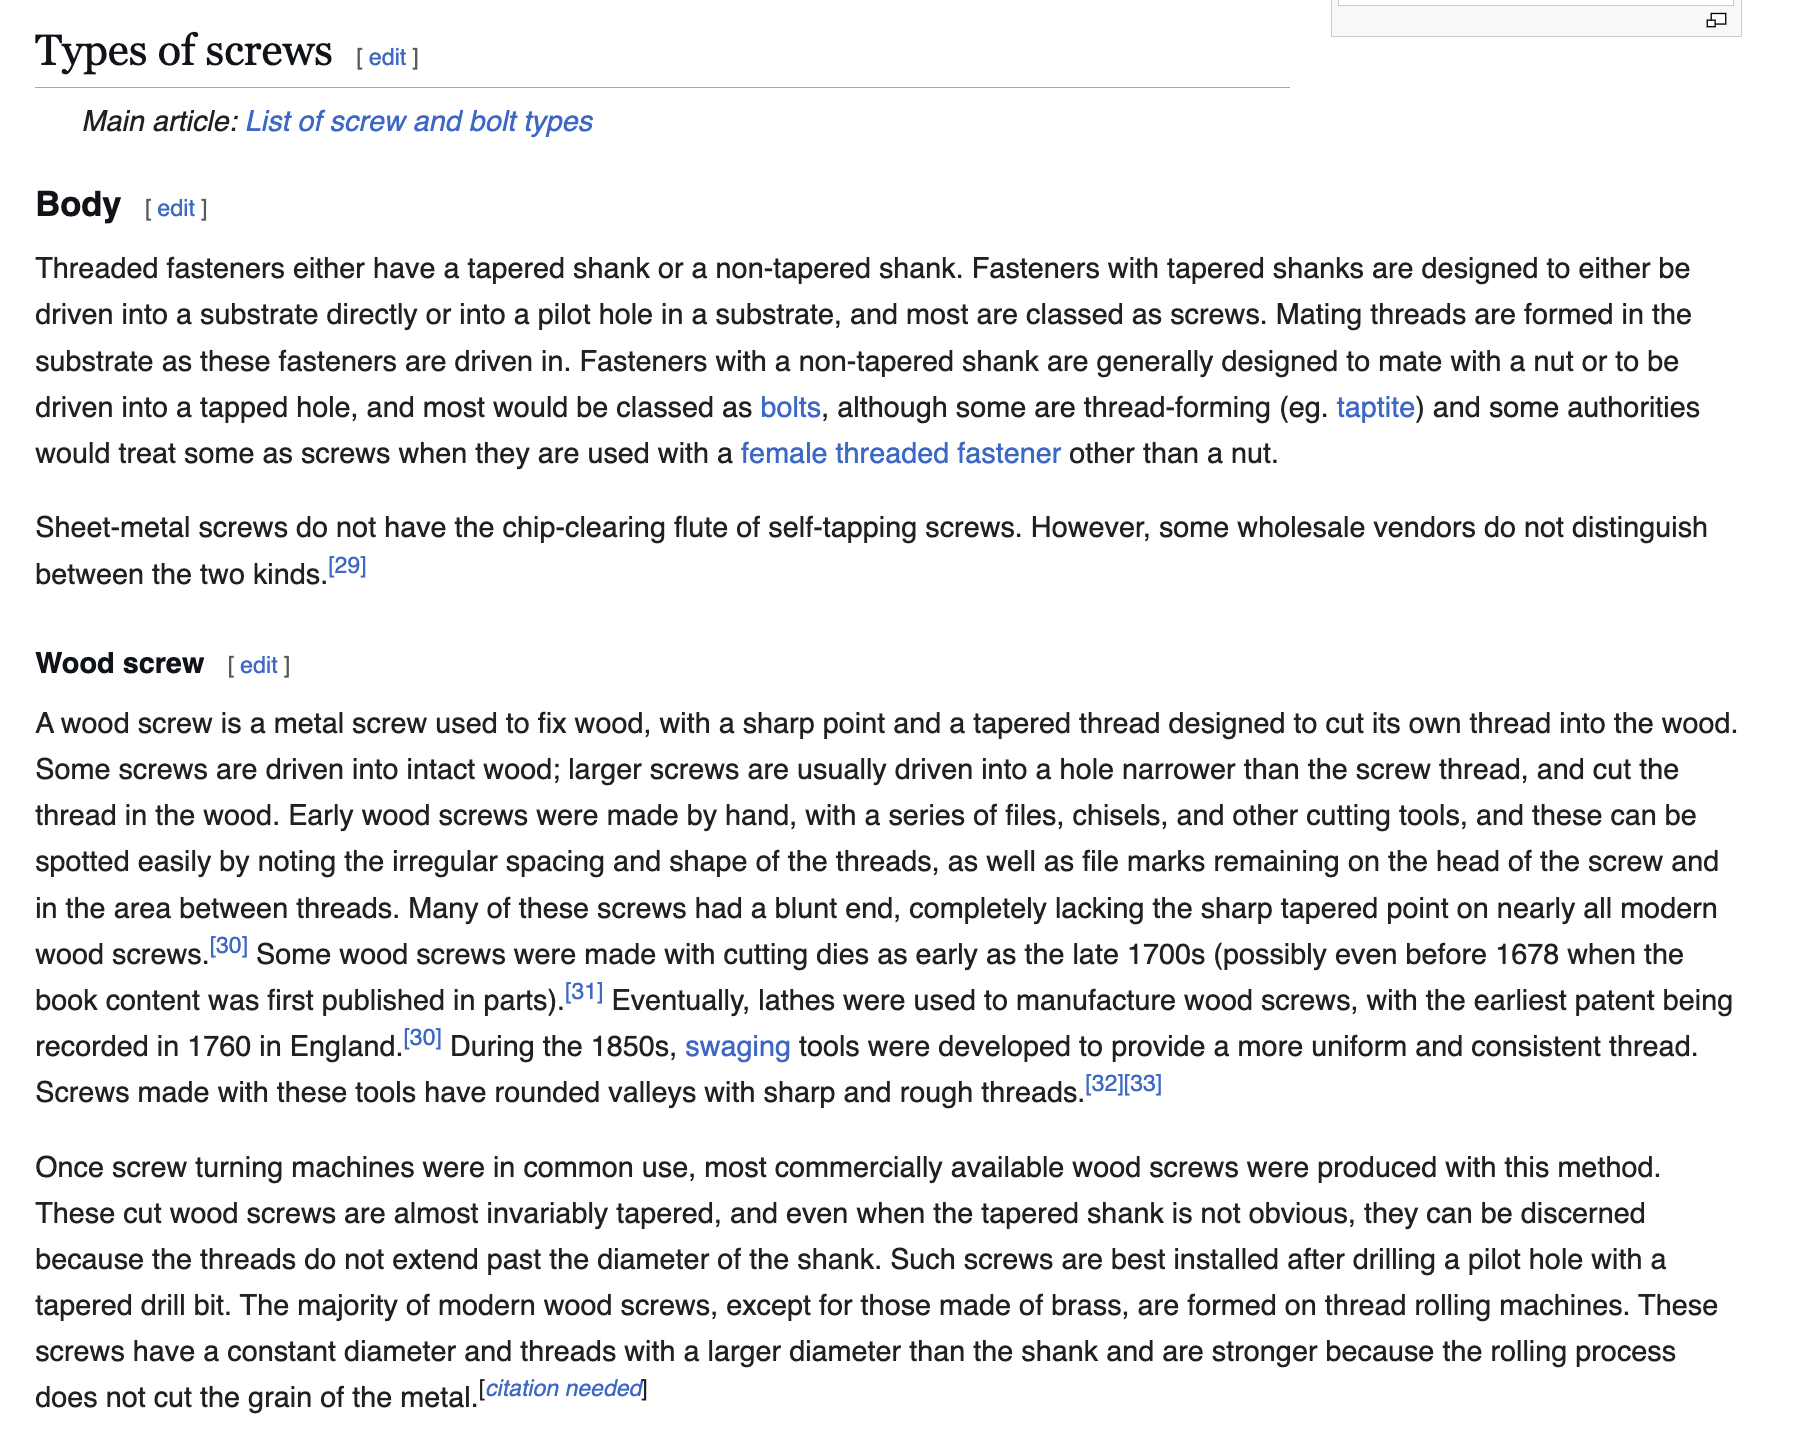 Types of screws [ edit ]
Main article: List of screw and bolt types
Body [ edit ]
Threaded fasteners either have a tapered shank or a non-tapered shank. Fasteners with tapered shanks are designed to either be
driven into a substrate directly or into a pilot hole in a substrate, and most are classed as screws. Mating threads are formed in the
substrate as these fasteners are driven in. Fasteners with a non-tapered shank are generally designed to mate with a nut or to be
driven into a tapped hole, and most would be classed as bolts, although some are thread-forming (eg. taptite) and some authorities
would treat some as screws when they are used with a female threaded fastener other than a nut.
Sheet-metal screws do not have the chip-clearing flute of self-tapping screws. However, some wholesale vendors do not distinguish
between the two kinds.[29]
Wood screw [ edit ]
A wood screw is a metal screw used to fix wood, with a sharp point and a tapered thread designed to cut its own thread into the wood.
Some screws are driven into intact wood; larger screws are usually driven into a hole narrower than the screw thread, and cut the
thread in the wood. Early wood screws were made by hand, with a series of files, chisels, and other cutting tools, and these can be
spotted easily by noting the irregular spacing and shape of the threads, as well as file marks remaining on the head of the screw and
in the area between threads. Many of these screws had a blunt end, completely lacking the sharp tapered point on nearly all modern
wood screws.[30] Some wood screws were made with cutting dies as early as the late 1700s (possibly even before 1678 when the
book content was first published in parts).[31] Eventually, lathes were used to manufacture wood screws, with the earliest patent being
recorded in 1760 in England.[30] During the 1850s, swaging tools were developed to provide a more uniform and consistent thread.
Screws made with these tools have rounded valleys with sharp and rough threads.[32][33]
Once screw turning machines were in common use, most commercially available wood screws were produced with this method.
These cut wood screws are almost invariably tapered, and even when the tapered shank is not obvious, they can be discerned
because the threads do not extend past the diameter of the shank. Such screws are best installed after drilling a pilot hole with a
tapered drill bit. The majority of modern wood screws, except for those made of brass, are formed on thread rolling machines. These
screws have a constant diameter and threads with a larger diameter than the shank and are stronger because the rolling process
does not cut the grain of the metal.[citation needed]